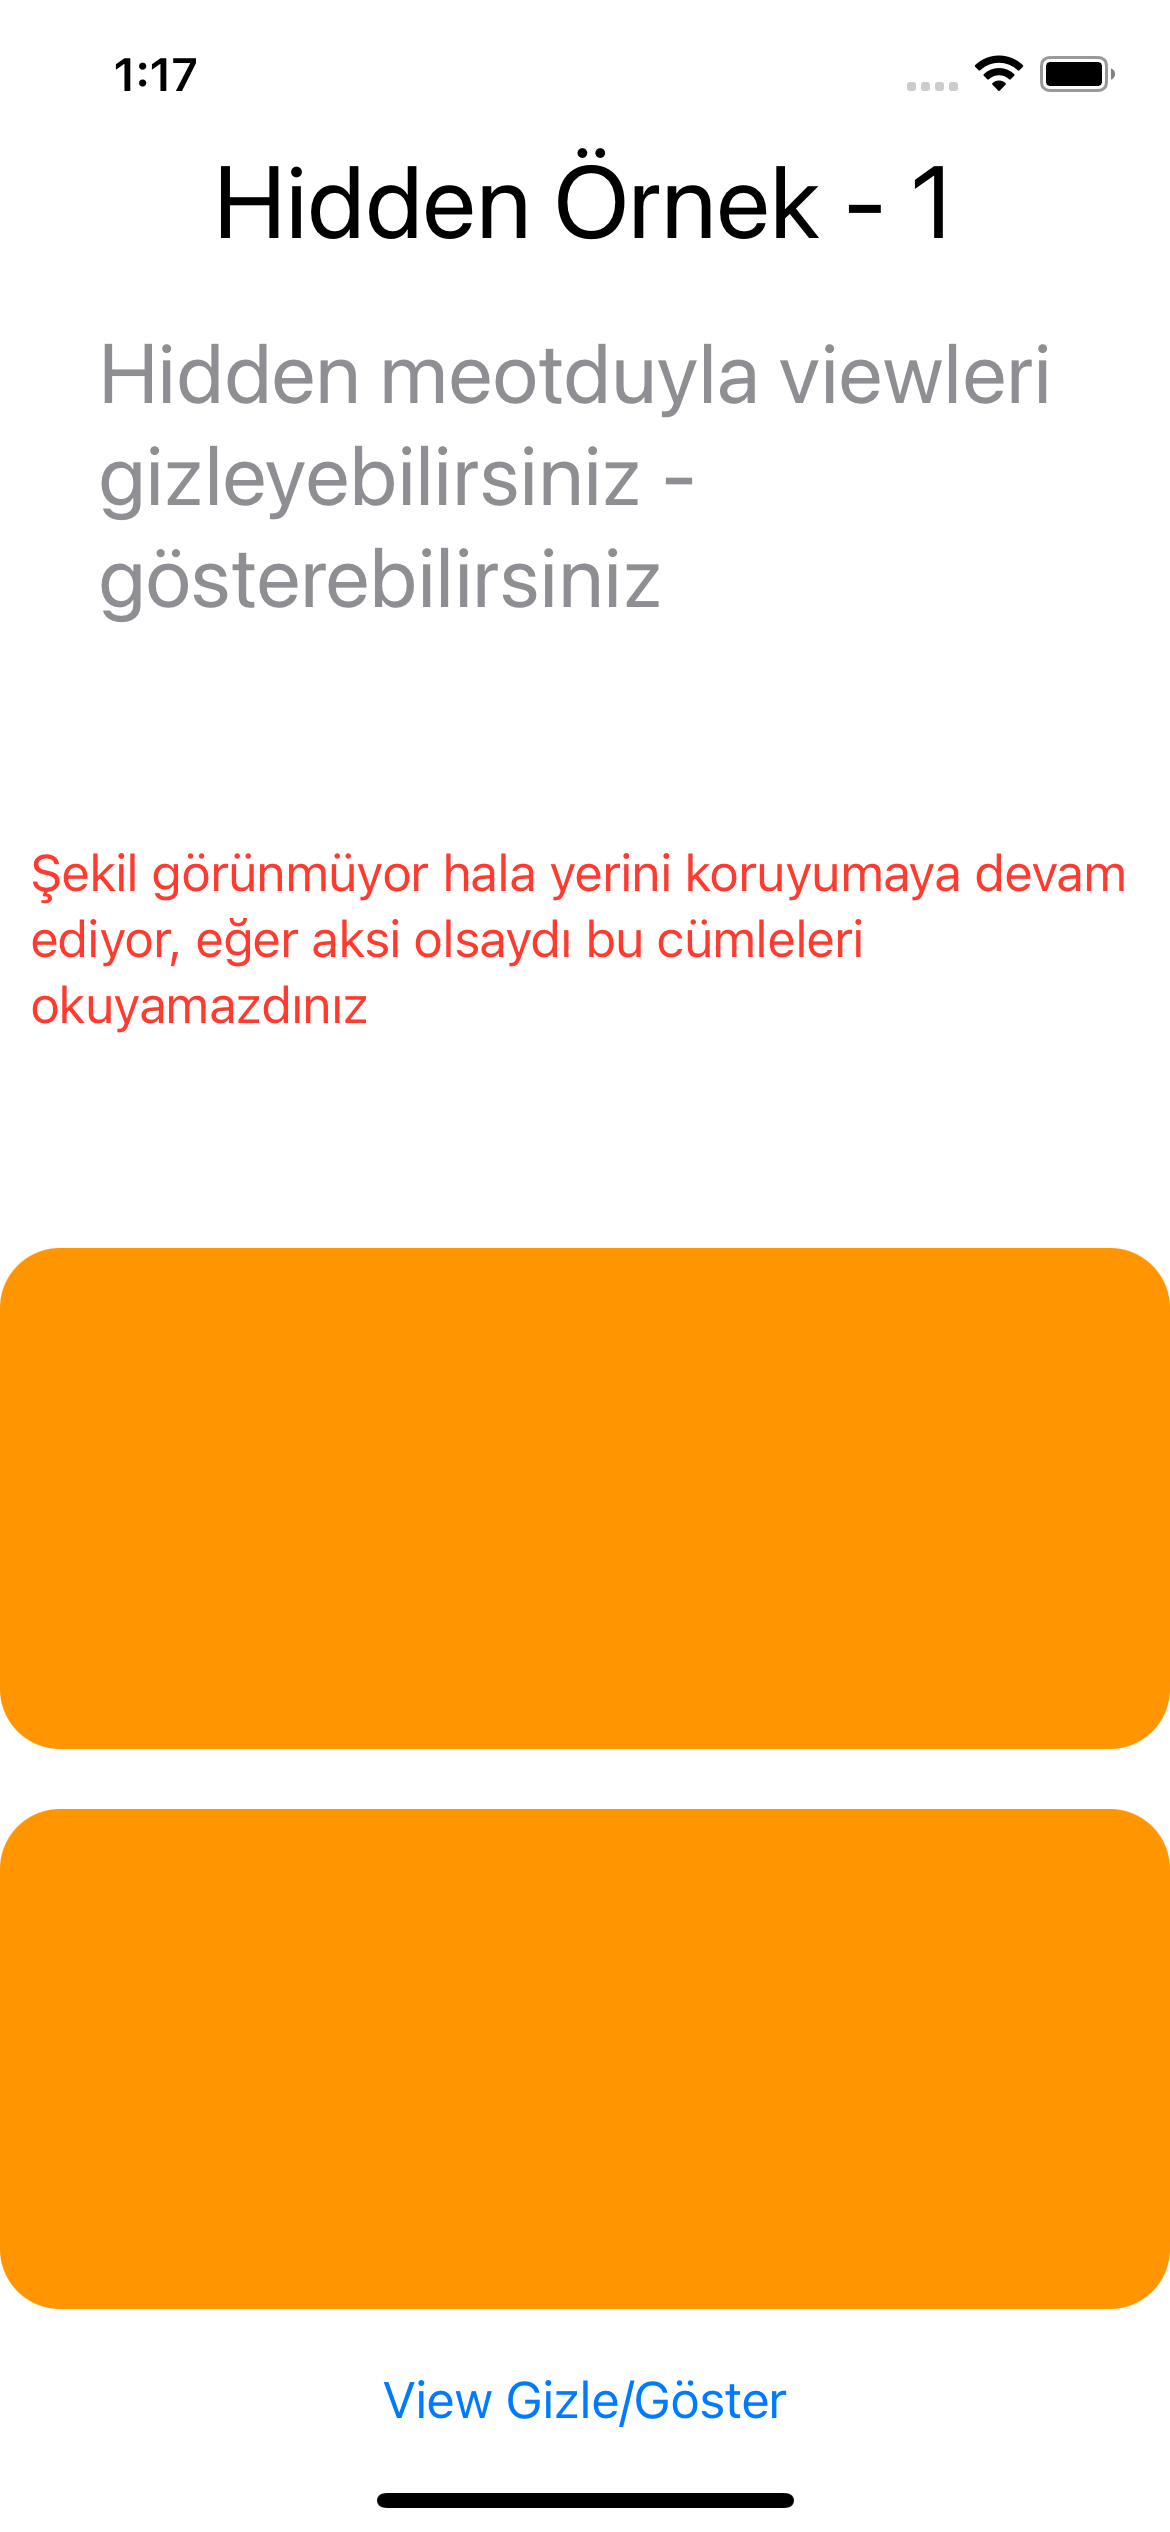 1:17
Hidden Örnek - 1
Hidden meotduyla viewleri
gizleyebilirsiniz -
gösterebilirsiniz
Şekil görünmüyor hala yerini koruyumaya devam
ediyor, eğer aksi olsaydı bu cümleleri
okuyamazdınız
View Gizle/Göster